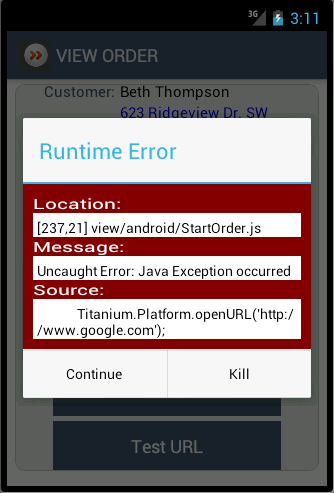 3G 3:11
VIEW ORDER
Customer: Beth Thompson
623 Ridgeview Dr. SW
Runtime Error
Location:
[237,21] view/android/StartOrder.js
Message:
Uncaught Error: Java Exception occurred
Source:
Titanium.Platform.openURL('http:/
/www.google.com');
Continue Kill
Test URL